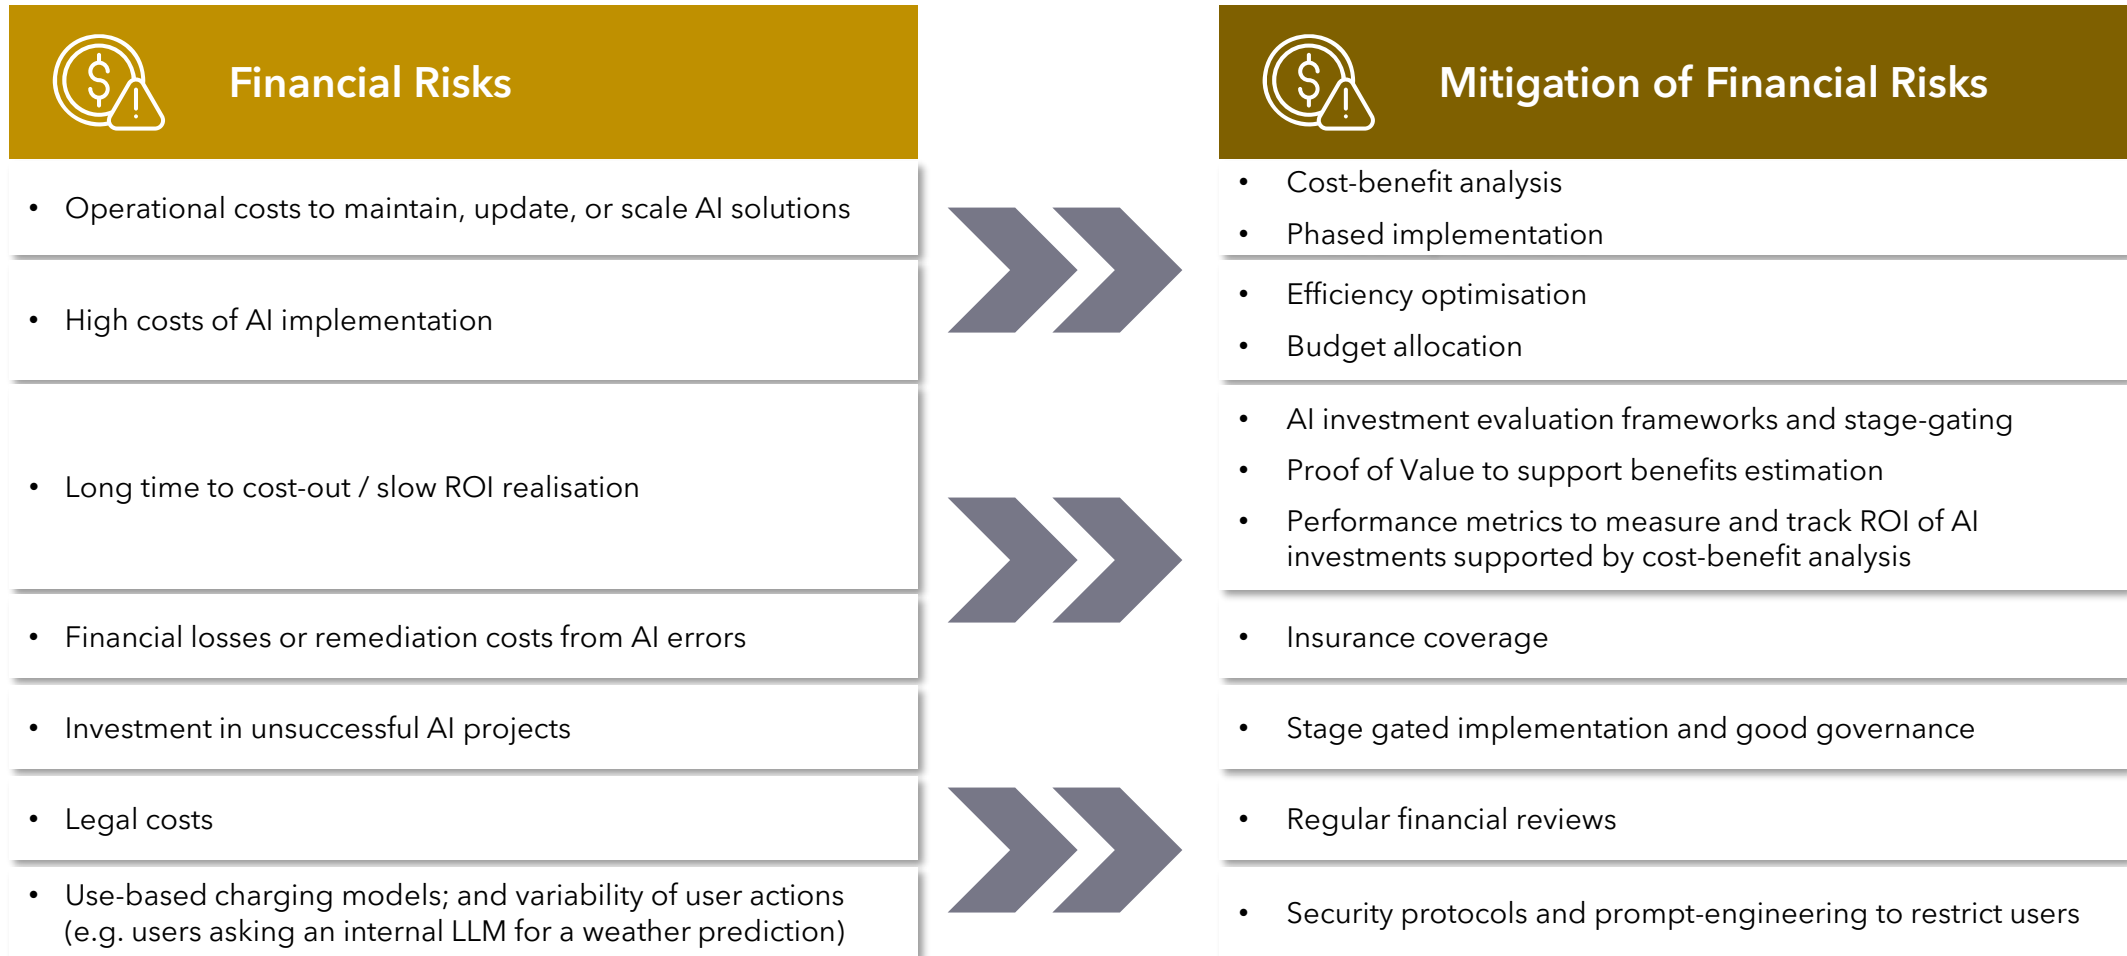 Financial Risks
Mitigation of Financial Risks
• Operational costs to maintain, update, or scale AI solutions
• Cost-benefit analysis
• Phased implementation
• High costs of AI implementation
• Efficiency optimisation
• Budget allocation
• Long time to cost-out / slow ROI realisation
• AI investment evaluation frameworks and stage-gating
• Proof of Value to support benefits estimation
• Performance metrics to measure and track ROI of AI
investments supported by cost-benefit analysis
• Financial losses or remediation costs from AI errors
• Insurance coverage
• Investment in unsuccessful AI projects
• Stage gated implementation and good governance
• Legal costs
• Regular financial reviews
• Use-based charging models; and variability of user actions
(e.g. users asking an internal LLM for a weather prediction)
• Security protocols and prompt-engineering to restrict users